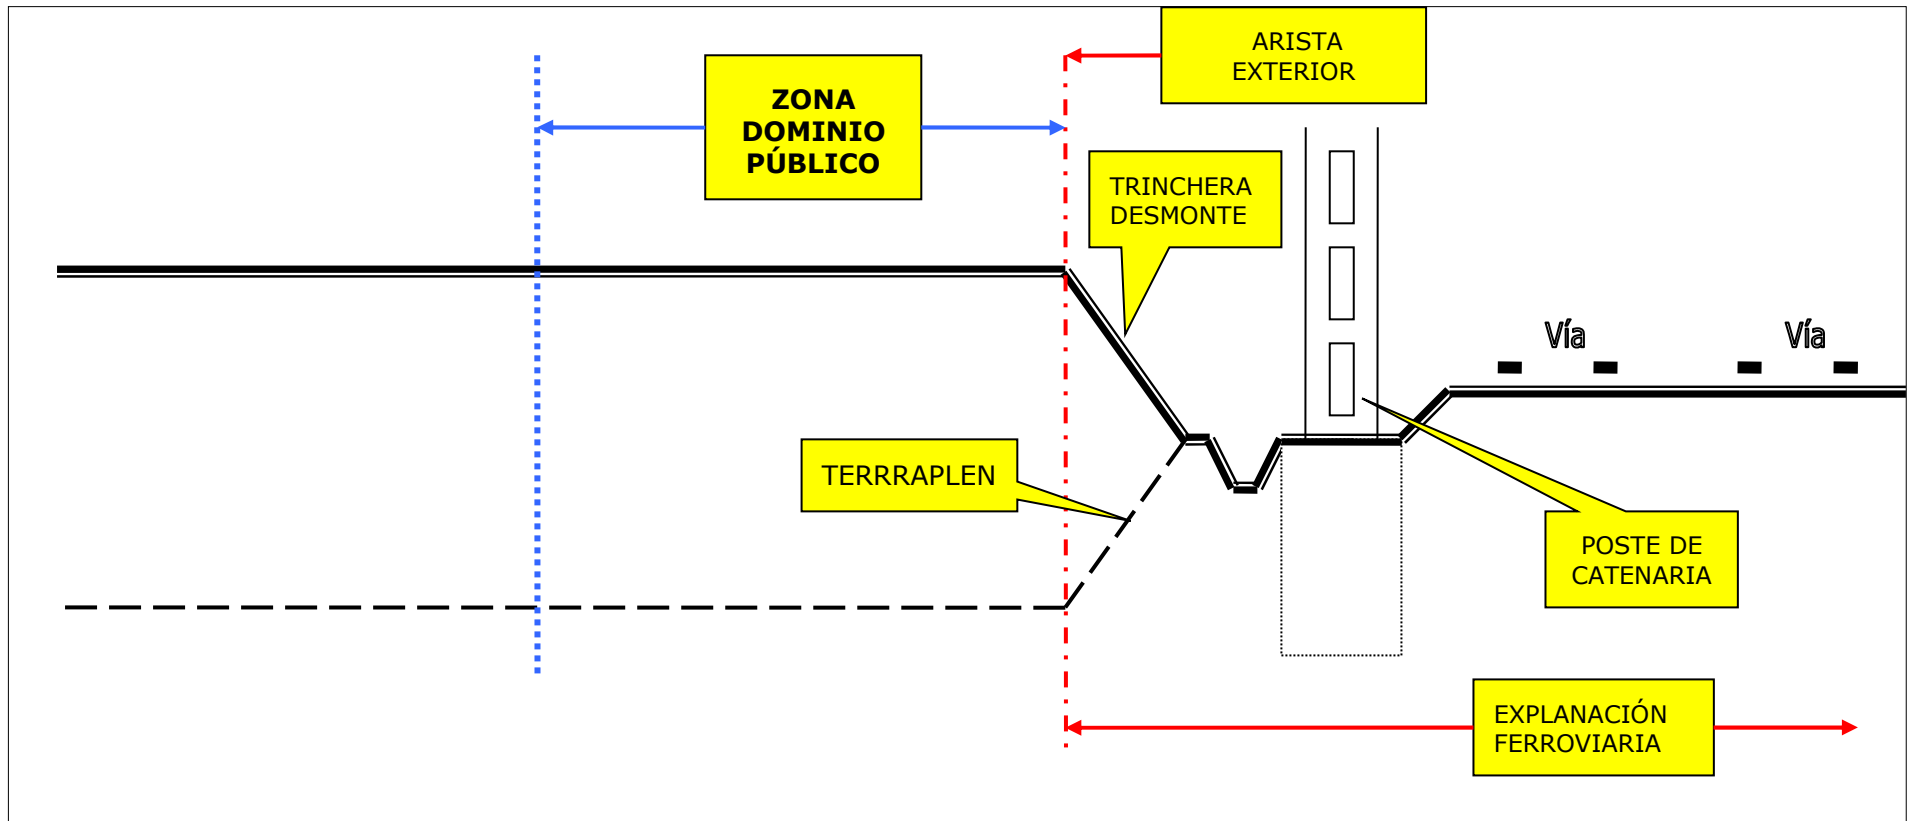 ARISTA
EXTERIOR
ZONA
DOMINIO
PÚBLICO
TRINCHERA
DESMONTE
Vía
Vía
TERRRAPLEN
POSTE DE
CATENARIA
EXPLANACIÓN
FERROVIARIA